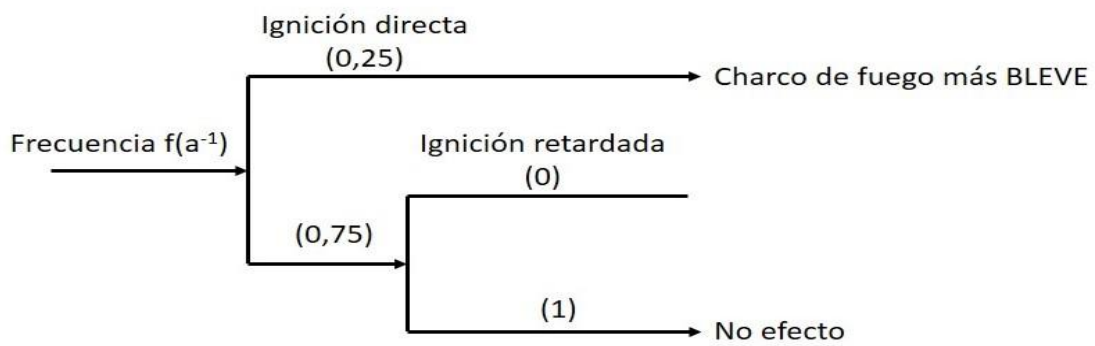 Ignición directa
(0,25)
Charco de fuego más BLEVE
Frecuencia f(a⁻¹)
Ignición retardada
(0)
(0,75)
(1)
No efecto